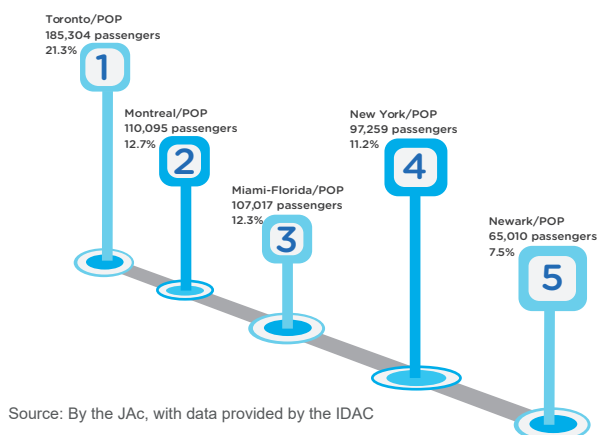 Toronto/POP
185,304 passengers
21.3%
1
Montreal/POP
110,095 passengers
12.7%
2
Miami-Florida/POP
107,017 passengers
12.3%
3
New York/POP
97,259 passengers
11.2%
4
Newark/POP
65,010 passengers
7.5%
5
Source: By the JAc, with data provided by the IDAC